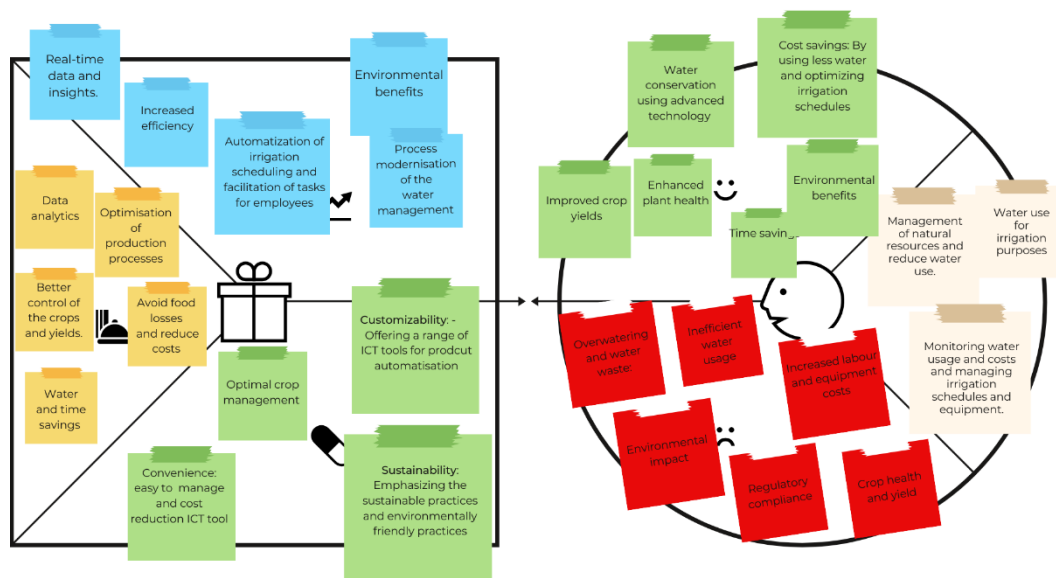 Real-time
data and
insights.
Increased
efficiency
Environmental
benefits
Automatization of
irrigation
scheduling and
facilitation of tasks
for employees
Process
modernisation
of the
water
management
Data
analytics
Optimisation
of
production
processes
Better
control of
the crops
and yields.
Avoid food
losses
and reduce
costs
Water
and time
savings
Customizability: -
Offering a range of
ICT tools for prodcut
automatisation
Optimal crop
management
Convenience:
easy to manage
and cost
reduction ICT tool
Sustainability:
Emphasizing the
sustainable practices
and environmentally
friendly practices
Water
conservation
using advanced
technology
Cost savings: By
using less water
and optimizing
irrigation
schedules
Improved crop
yields
Enhanced
plant health
Environmental
benefits
Time savings
Management
of natural
resources and
reduce water
use.
Water use
for
irrigation
purposes
Monitoring water
usage and costs
and managing
irrigation
schedules and
equipment.
Overwatering
and water
waste:
Inefficient
water
usage
Increased labour
and equipment
costs
Environmental
impact
Regulatory
compliance
Crop health
and yield